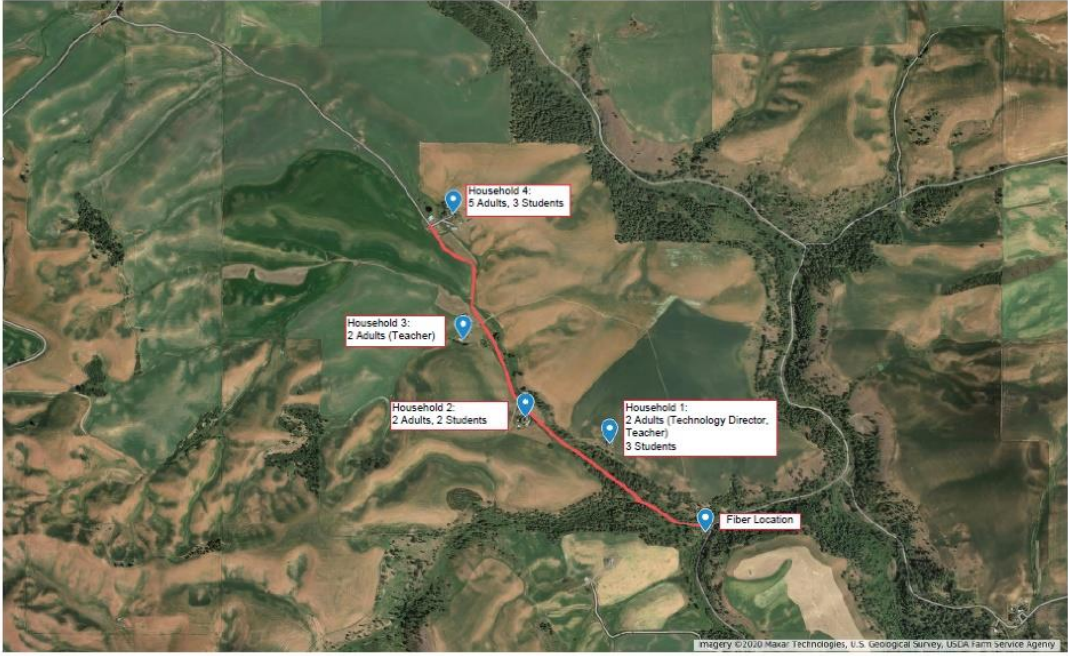 Household 4:
5 Adults, 3 Students
Household 3:
2 Adults (Teacher)
Household 2:
2 Adults, 2 Students
Household 1:
2 Adults (Technology Director,
Teacher)
3 Students
Fiber Location
Imagery ©2020 Maxar Technologies, U.S. Geological Survey, USDA Farm Service Agency